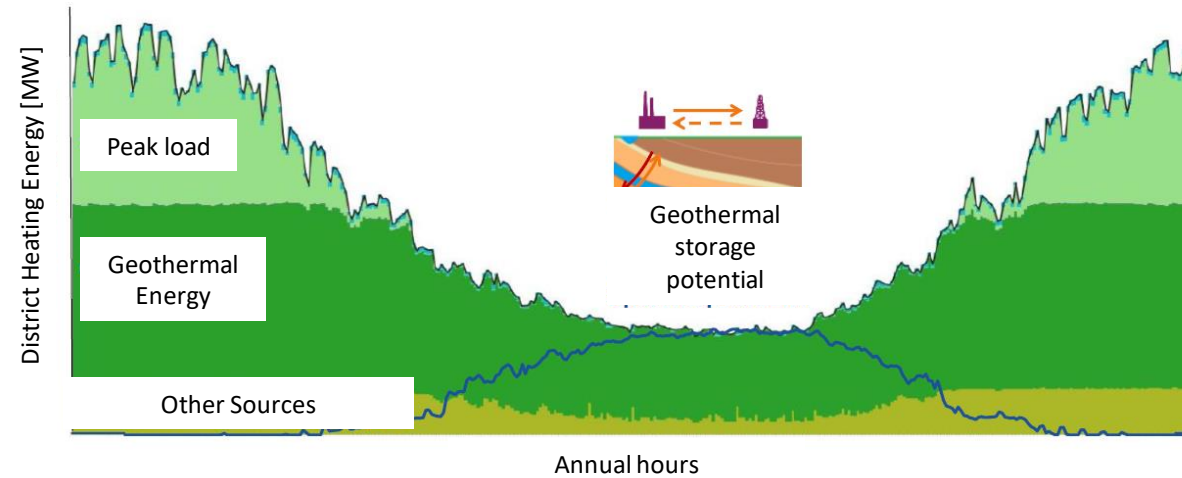 District Heating Energy [MW]
Peak load
Geothermal
Energy
Other Sources
Geothermal
storage
potential
Annual hours